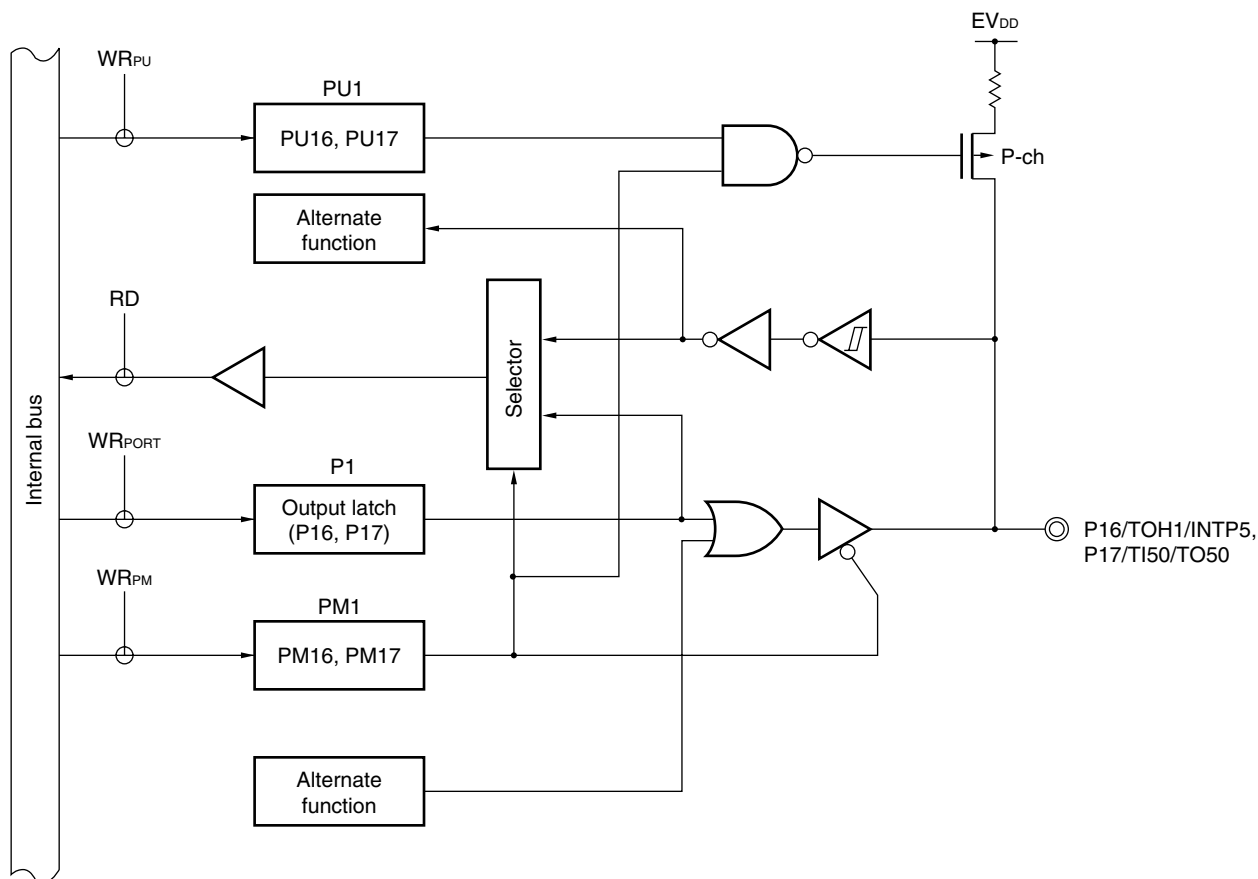 EVDD
WRPU
PU1
PU16, PU17
P-ch
Alternate
function
RD
Selector
Internal bus
WRPORT
P1
Output latch
(P16, P17)
P16/TOH1/INTP5,
P17/TI50/TO50
WRPM
PM1
PM16, PM17
Alternate
function